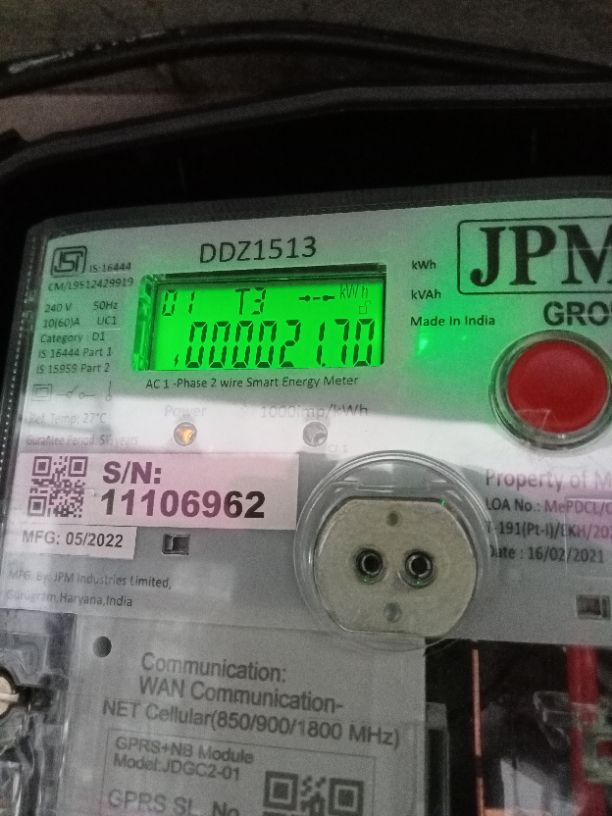 DDZ1513
IS:16444
CM/L9512429919
240 V 50Hz
10(60)A UC1
Category : D1
IS 16444 Part 1
IS 15959 Part 2
01 T3 kWh
000021.70
kWh
kVAh
Made In India
JPM
GRO
AC 1 -Phase 2 wire Smart Energy Meter
Ref. Temp: 27°C
Power
1000imp/kWh
S/N:
11106962
MFG: 05/2022
Property of M
LOA No.: MePDCL/
T-191(Pt-I)/EKH/20
Date : 16/02/2021
MFG. By: JPM Industries Limited,
Gurugram,Haryana,India
Communication:
WAN Communication-
NET Cellular(850/900/1800 MHz)
GPRS+NB Module
Model:JDGC2-01
GPRS SL. No